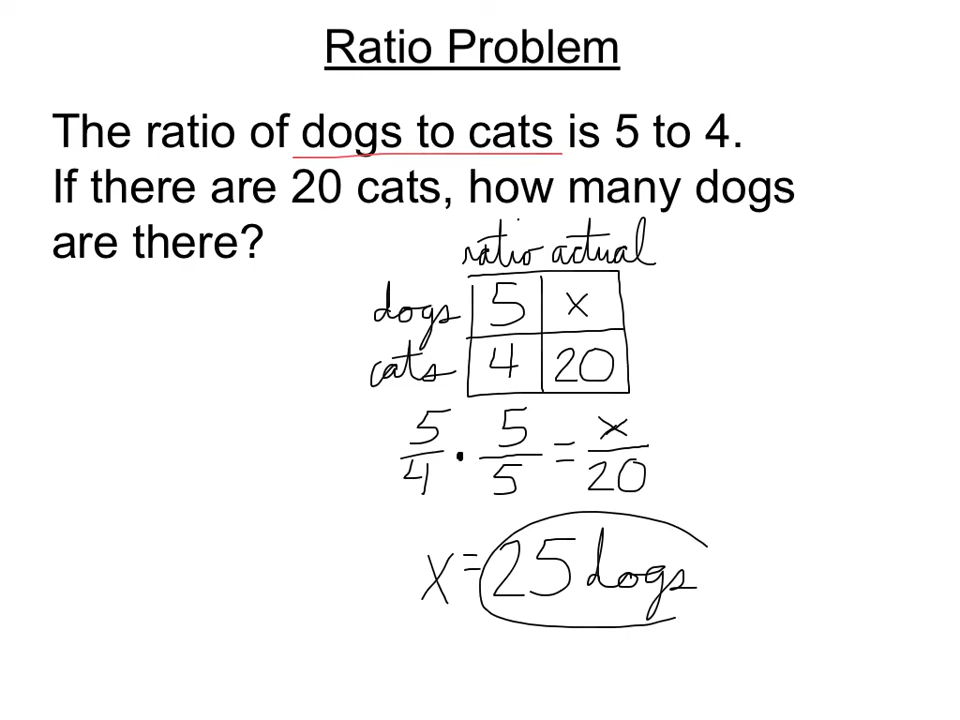 Ratio Problem
The ratio of dogs to cats is 5 to 4.
If there are 20 cats, how many dogs
are there?
ratio actual
dogs 5 x
cats 4 20
5/4 · 5/5 = x/20
x = 25 dogs